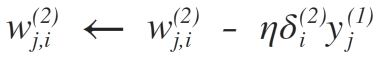 w_{j,i}^{(2)} ← w_{j,i}^{(2)} - ηδ_i^{(2)}y_j^{(1)}